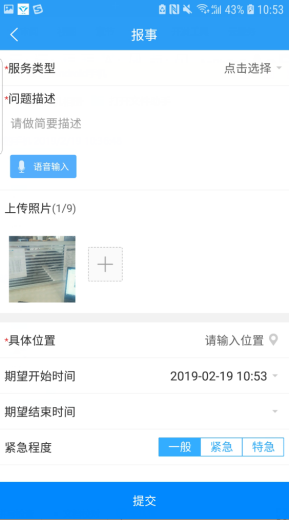 43% 10:53
报事
*服务类型 点击选择
*问题描述
请做简要描述
语音输入
上传照片(1/9)
*具体位置 请输入位置
期望开始时间 2019-02-19 10:53
期望结束时间
紧急程度 一般 紧急 特急
提交